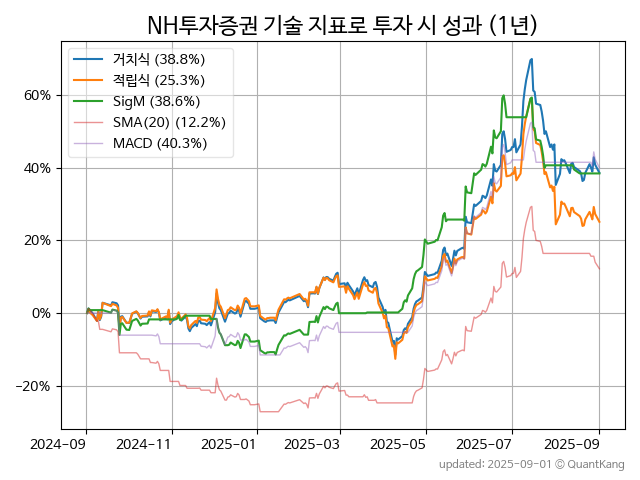 NH투자증권 기술 지표로 투자 시 성과 (1년)
거치식 (38.8%)
적립식 (25.3%)
SigM (38.6%)
SMA(20) (12.2%)
MACD (40.3%)
60%
40%
20%
0%
−20%
2024-09 2024-11 2025-01 2025-03 2025-05 2025-07 2025-09
updated: 2025-09-01 © QuantKang